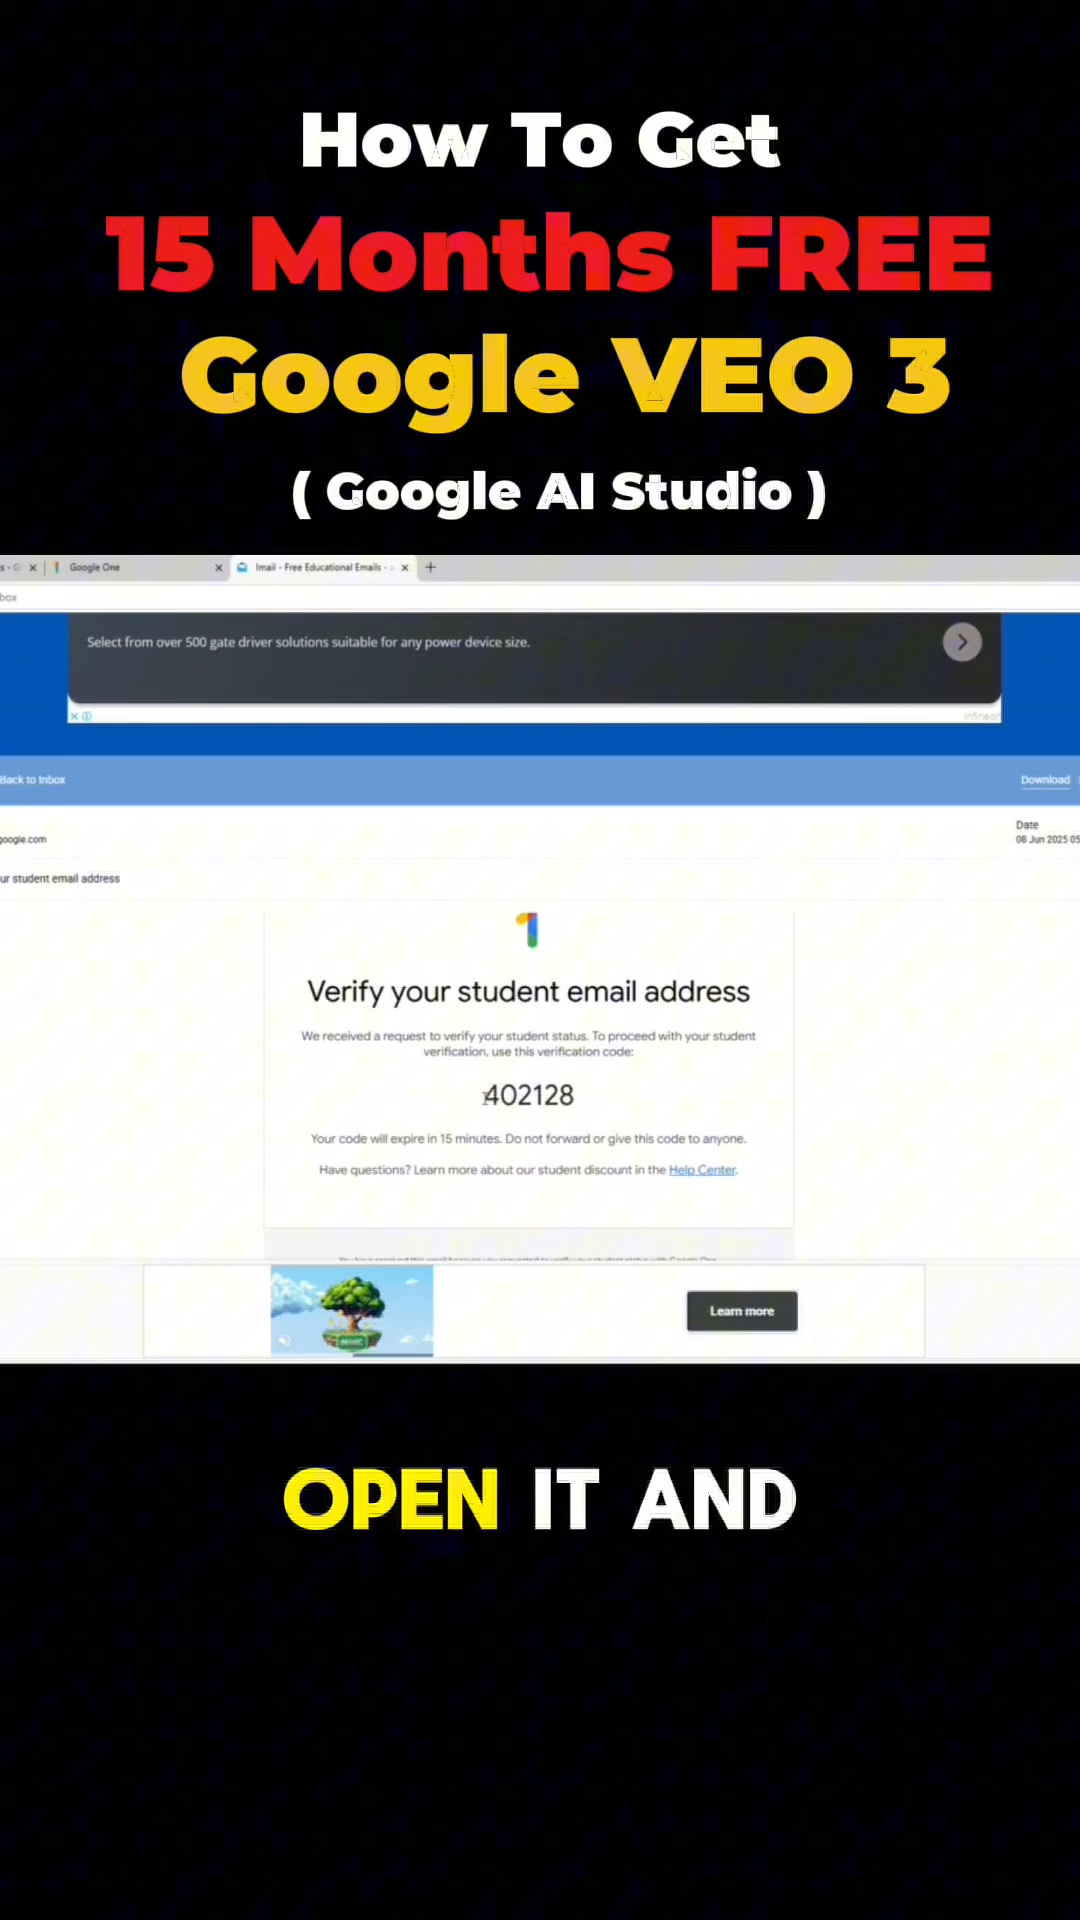 How To Get
15 Months FREE
Google VEO 3
( Google AI Studio )
Google One
Imail - Free Educational Emails -
box
Select from over 500 gate driver solutions suitable for any power device size.
Infineon
Back to Inbox
Download
Date
google.com
08 Jun 2025 05
ur student email address
Verify your student email address
We received a request to verify your student status. To proceed with your student
verification, use this verification code:
402128
Your code will expire in 15 minutes. Do not forward or give this code to anyone.
Have questions? Learn more about our student discount in the Help Center.
Learn more
OPEN IT AND